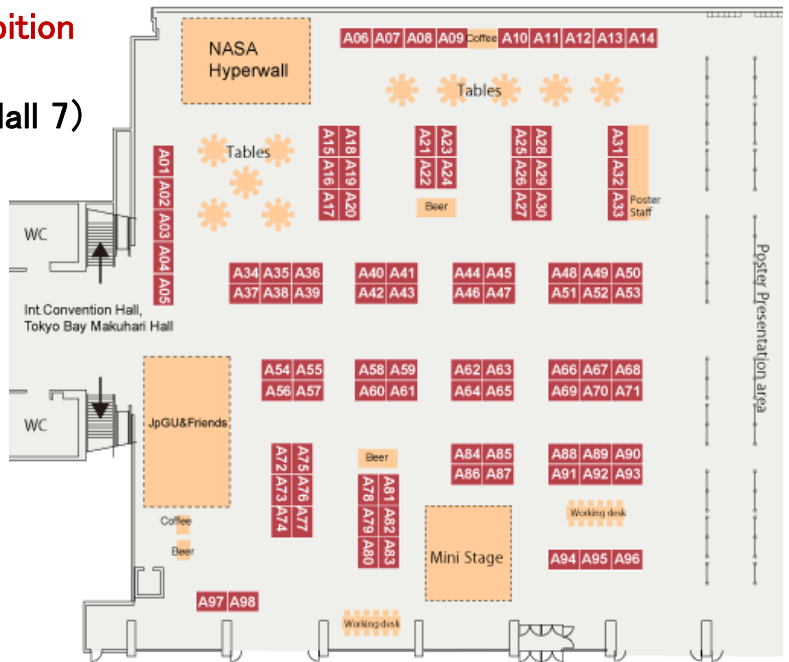 bition
Hall 7)
NASA
Hyperwall
A06 A07 A08 A09 Coffee A10 A11 A12 A13 A14
Tables
Tables
A01 A02 A03 A04 A05
A15 A18
A16 A19
A17 A20
A21 A23
A22 A24
Beer
A25 A28
A26 A29
A27 A30
A31
A32
A33
Poster
Staff
WC
Int.Convention Hall,
Tokyo Bay Makuhari Hall
WC
A34 A35 A36
A37 A38 A39
A40 A41
A42 A43
A44 A45
A46 A47
A48 A49 A50
A51 A52 A53
Poster Presentation area
A54 A55
A56 A57
A58 A59
A60 A61
A62 A63
A64 A65
A66 A67 A68
A69 A70 A71
JpGU&Friends
A72 A75
A73 A76
A74 A77
Beer
A78 A81
A79 A82
A80 A83
A84 A85
A86 A87
A88 A89 A90
A91 A92 A93
Coffee
Beer
Mini Stage
Working desk
A94 A95 A96
A97 A98
Working desk